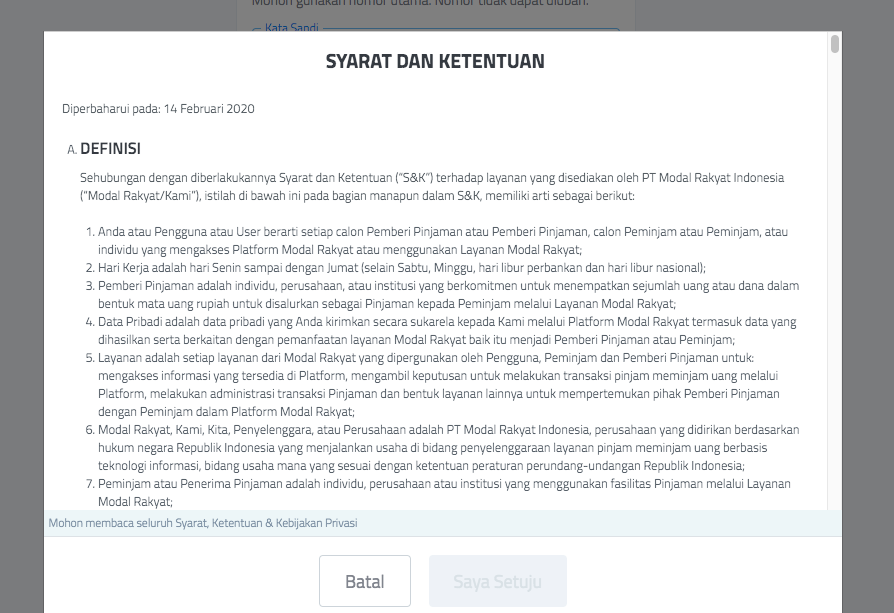 Mohon gunakan nomor utama. Nomor tidak dapat diubah.
Kata Sandi
SYARAT DAN KETENTUAN
Diperbaharui pada: 14 Februari 2020
A. DEFINISI
Sehubungan dengan diberlakukannya Syarat dan Ketentuan ("S&K") terhadap layanan yang disediakan oleh PT Modal Rakyat Indonesia
("Modal Rakyat/Kami"), istilah di bawah ini pada bagian manapun dalam S&K, memiliki arti sebagai berikut:
1. Anda atau Pengguna atau User berarti setiap calon Pemberi Pinjaman atau Pemberi Pinjaman, calon Peminjam atau Peminjam, atau
individu yang mengakses Platform Modal Rakyat atau menggunakan Layanan Modal Rakyat;
2. Hari Kerja adalah hari Senin sampai dengan Jumat (selain Sabtu, Minggu, hari libur perbankan dan hari libur nasional);
3. Pemberi Pinjaman adalah individu, perusahaan, atau institusi yang berkomitmen untuk menempatkan sejumlah uang atau dana dalam
bentuk mata uang rupiah untuk disalurkan sebagai Pinjaman kepada Peminjam melalui Layanan Modal Rakyat;
4. Data Pribadi adalah data pribadi yang Anda kirimkan secara sukarela kepada Kami melalui Platform Modal Rakyat termasuk data yang
dihasilkan serta berkaitan dengan pemanfaatan layanan Modal Rakyat baik itu menjadi Pemberi Pinjaman atau Peminjam;
5. Layanan adalah setiap layanan dari Modal Rakyat yang dipergunakan oleh Pengguna, Peminjam dan Pemberi Pinjaman untuk:
mengakses informasi yang tersedia di Platform, mengambil keputusan untuk melakukan transaksi pinjam meminjam uang melalui
Platform, melakukan administrasi transaksi Pinjaman dan bentuk layanan lainnya untuk mempertemukan pihak Pemberi Pinjaman
dengan Peminjam dalam Platform Modal Rakyat;
6. Modal Rakyat, Kami, Kita, Penyelenggara, atau Perusahaan adalah PT Modal Rakyat Indonesia, perusahaan yang didirikan berdasarkan
hukum negara Republik Indonesia yang menjalankan usaha di bidang penyelenggaraan layanan pinjam meminjam uang berbasis
teknologi informasi, bidang usaha mana yang sesuai dengan ketentuan peraturan perundang-undangan Republik Indonesia;
7. Peminjam atau Penerima Pinjaman adalah individu, perusahaan atau institusi yang menggunakan fasilitas Pinjaman melalui Layanan
Modal Rakyat;
Mohon membaca seluruh Syarat, Ketentuan & Kebijakan Privasi
Batal
Saya Setuju